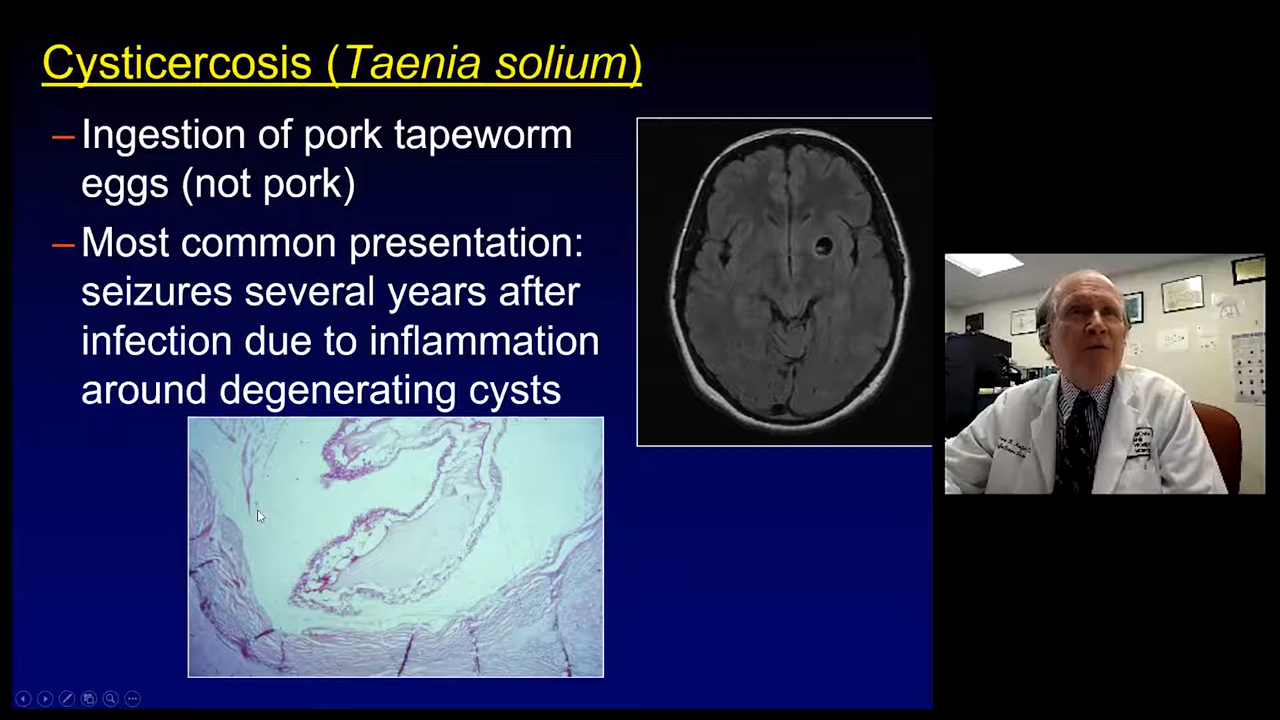 Cysticercosis (Taenia solium)
– Ingestion of pork tapeworm
eggs (not pork)
– Most common presentation:
seizures several years after
infection due to inflammation
around degenerating cysts